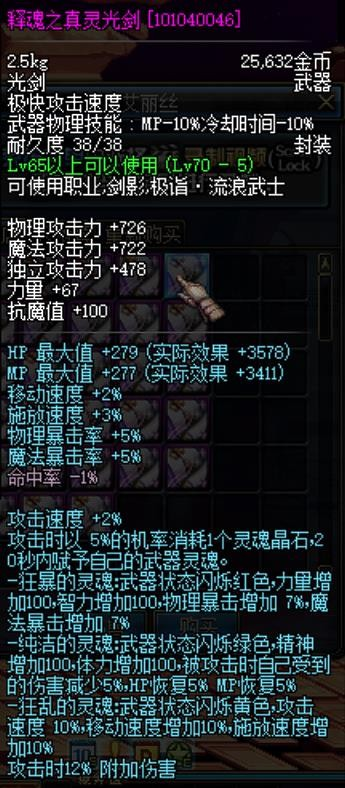 释魂之真灵光剑 [101040046]
2.5kg 25,632金币
光剑 武器
极快攻击速度
武器物理技能 : MP-10%冷却时间-10%
耐久度 38/38 封装
Lv65以上可以使用 (Lv70 - 5)
可使用职业,剑影,极诣 · 流浪武士
物理攻击力 +726
魔法攻击力 +722
独立攻击力 +478
力量 +67
抗魔值 +100
HP 最大值 +279 (实际效果 +3578)
MP 最大值 +277 (实际效果 +3411)
移动速度 +2%
施放速度 +3%
物理暴击率 +5%
魔法暴击率 +5%
命中率 -1%
攻击速度 +2%
攻击时以 5%的机率消耗1个灵魂晶石,2
0秒内赋予自己的武器灵魂。
-狂暴的灵魂:武器状态闪烁红色,力量增
加100,智力增加100,物理暴击增加 7%,魔
法暴击增加 7%
-纯洁的灵魂:武器状态闪烁绿色,精神
增加100,体力增加100,被攻击时自己受到
的伤害减少5%,HP恢复5% MP恢复5%
-狂乱的灵魂:武器状态闪烁黄色,攻击
速度 10%,移动速度增加10%,施放速度增
加10%
攻击时12% 附加伤害